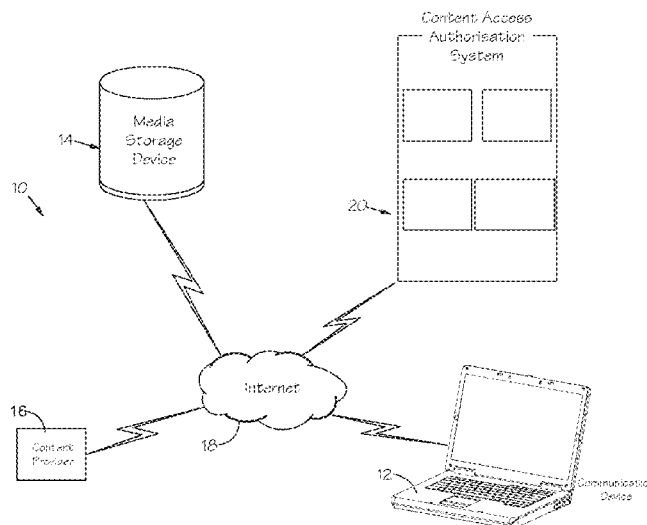 Content Access
Authorisation
System
Media
Storage
Device
14
10
20
Internet
16
Content
Provider
18
12
Communication
Device